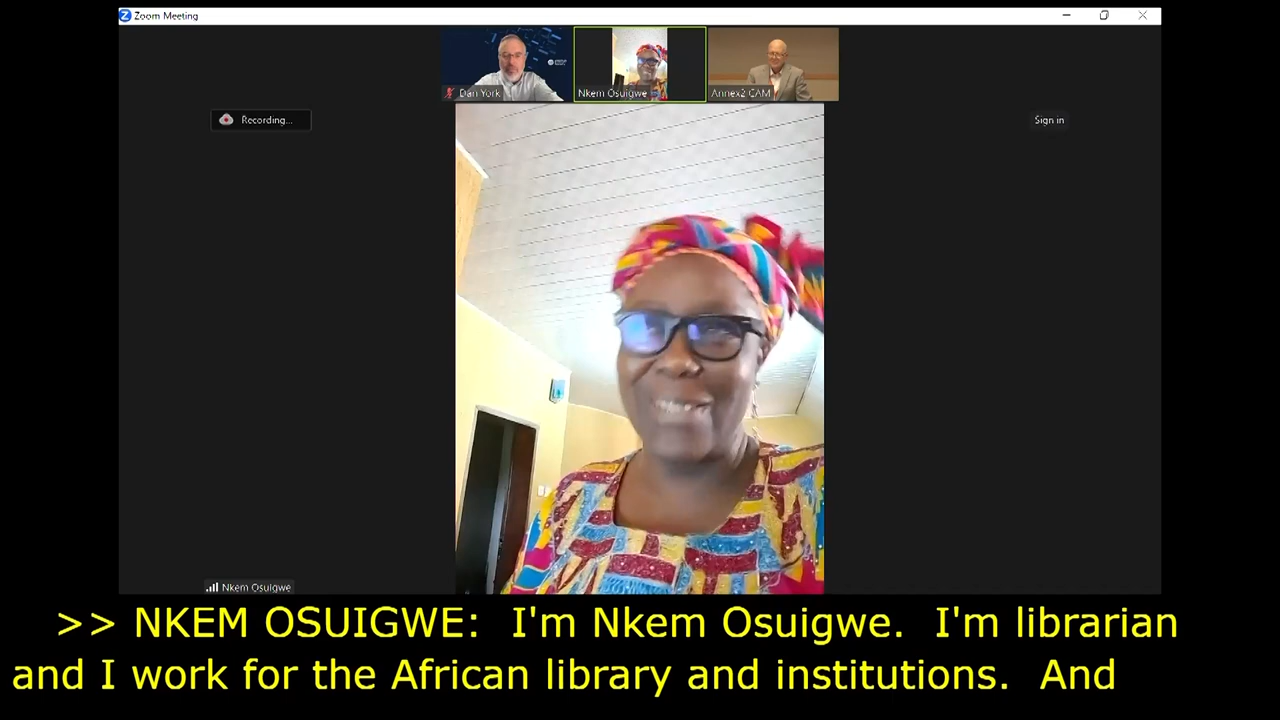 Zoom Meeting
Dan York
Nkem Osuigwe
Annex2 CAM
Recording...
Sign in
Nkem Osuigwe
>> NKEM OSUIGWE:  I'm Nkem Osuigwe.  I'm librarian
and I work for the African library and institutions.  And